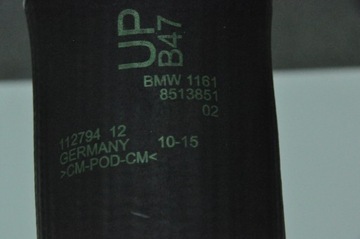 UP
B47
BMW 1161
8513851
02
112794 12
GERMANY 10-15
>CM-POD-CM<